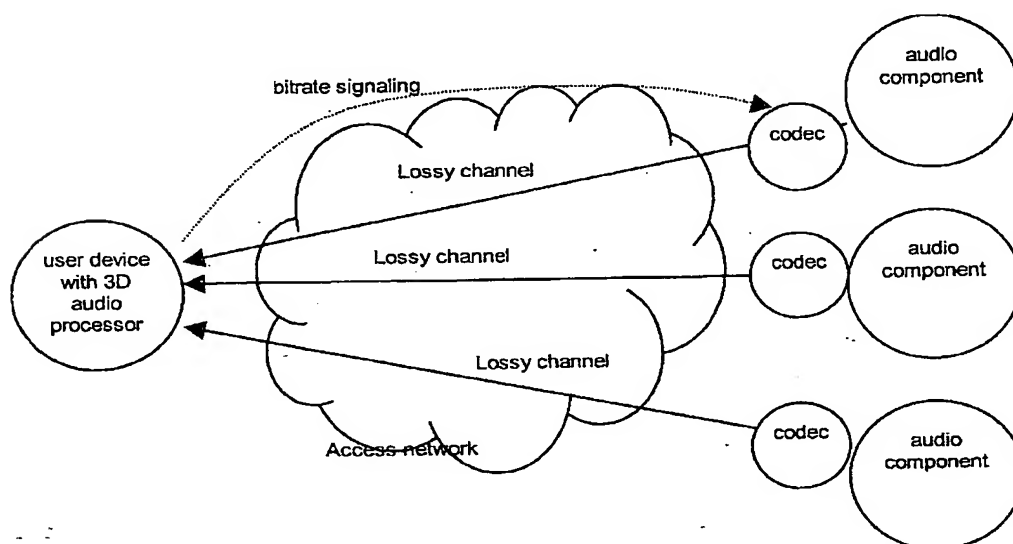 audio
component
bitrate signaling
codec
Lossy channel
user device
with 3D
audio
processor
Lossy channel
codec
audio
component
Lossy channel
codec
audio
component
Access network